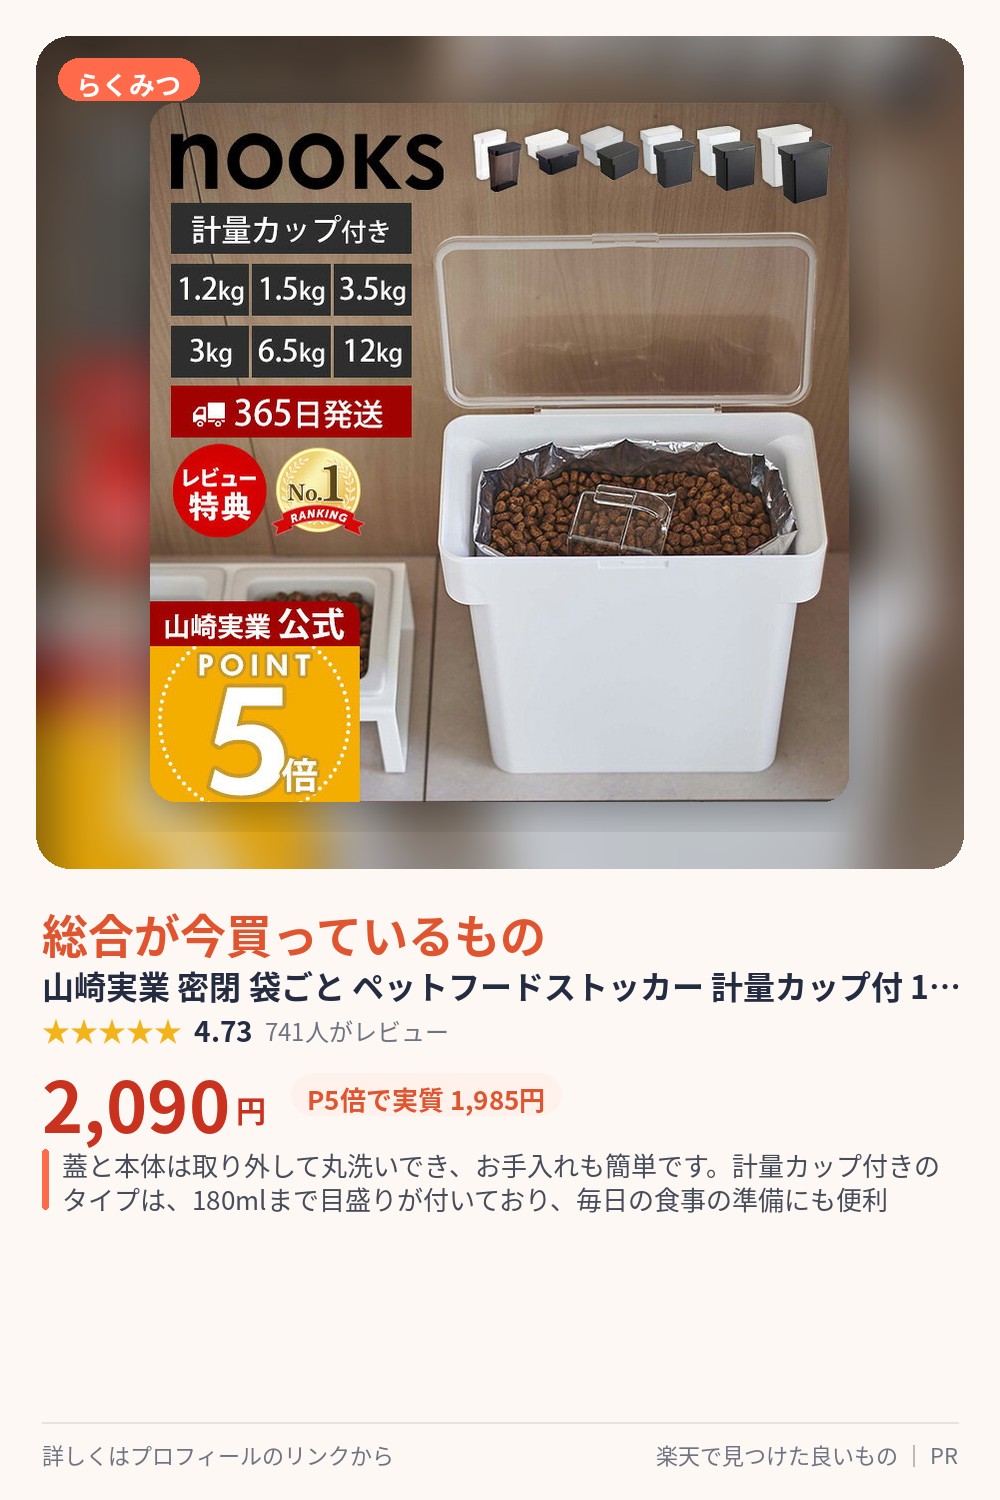 らくみつ
nooks
計量カップ付き
1.2kg 1.5kg 3.5kg
3kg 6.5kg 12kg
365日発送
レビュー
特典
No.1
RANKING
山崎実業 公式
POINT
5倍
総合が今買っているもの
山崎実業 密閉 袋ごと ペットフードストッカー 計量カップ付 1…
★★★★★ 4.73 741人がレビュー
2,090円 P5倍で実質 1,985円
蓋と本体は取り外して丸洗いでき、お手入れも簡単です。計量カップ付きの
タイプは、180mlまで目盛りが付いており、毎日の食事の準備にも便利
詳しくはプロフィールのリンクから
楽天で見つけた良いもの｜PR